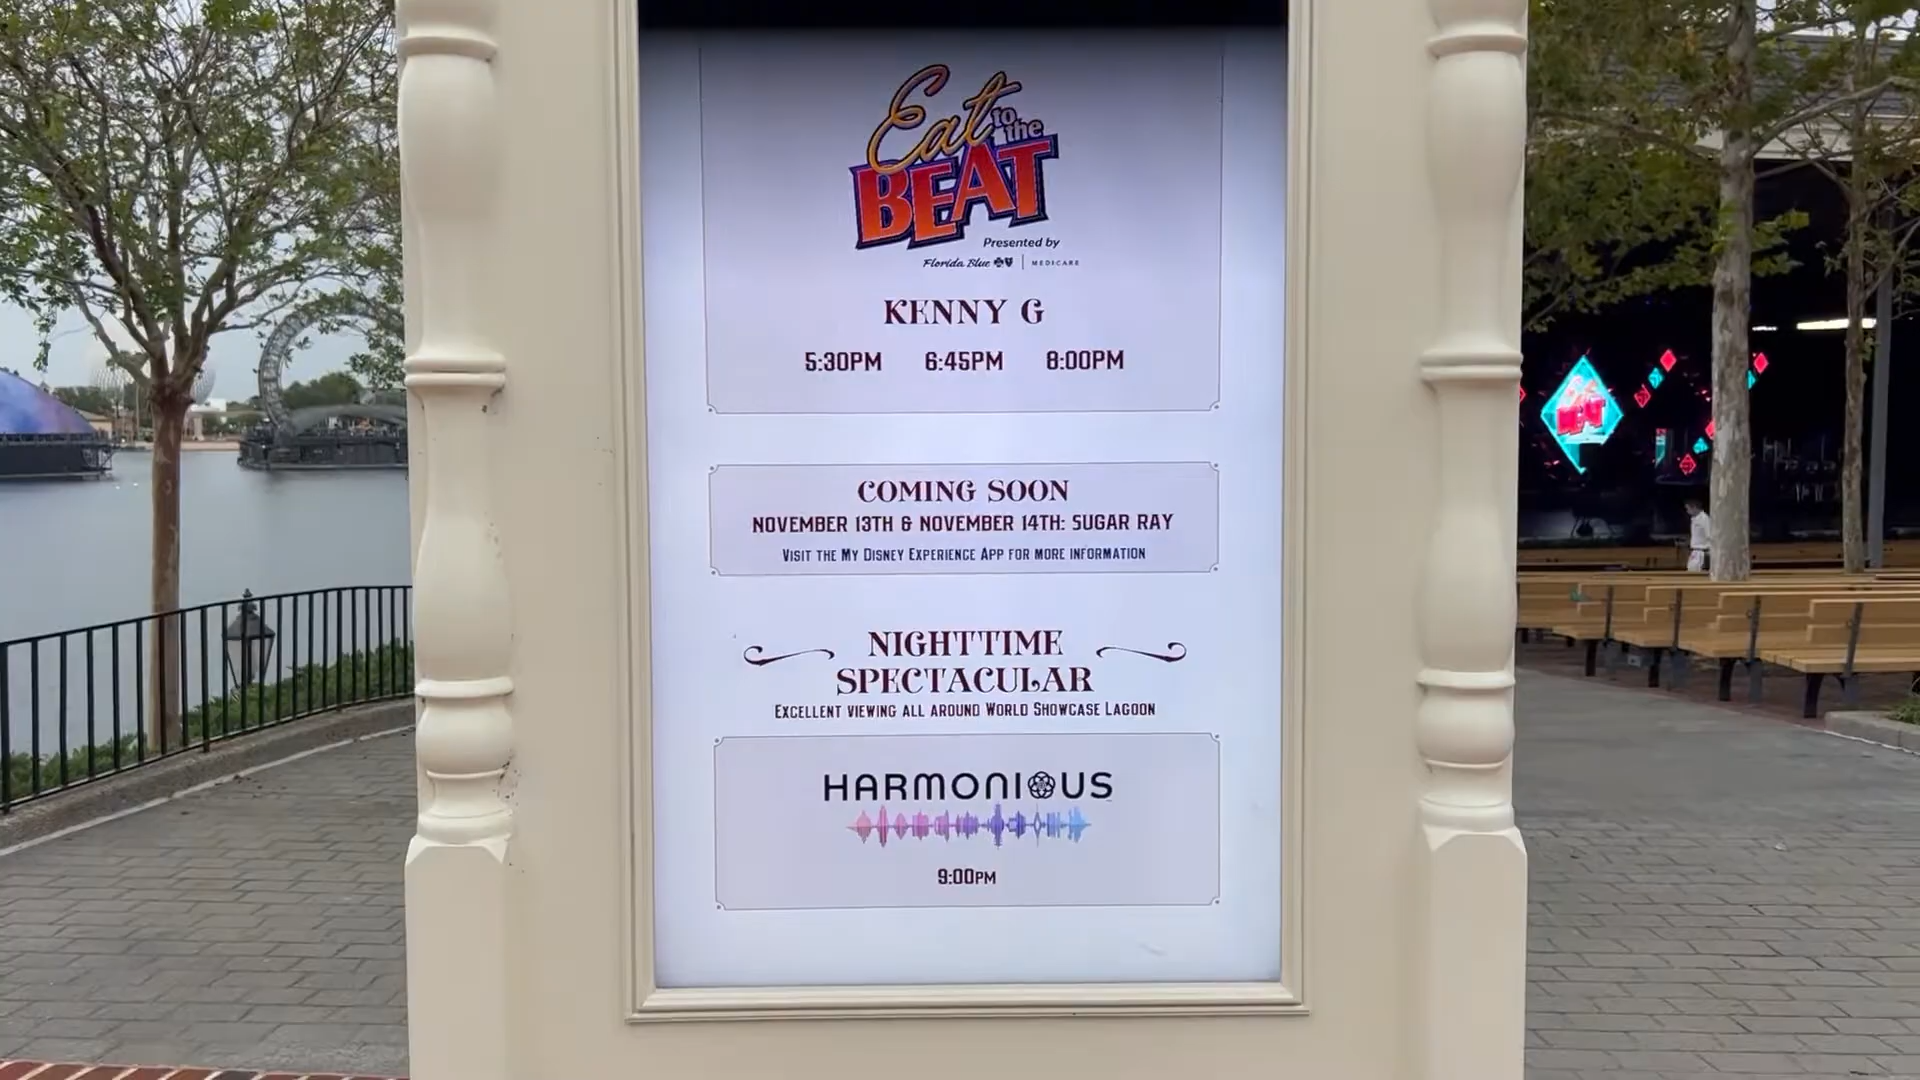 Eat to the
BEAT
Presented by
Florida Blue | MEDICARE
KENNY G
5:30PM 6:45PM 8:00PM
COMING SOON
NOVEMBER 13TH & NOVEMBER 14TH: SUGAR RAY
VISIT THE MY DISNEY EXPERIENCE APP FOR MORE INFORMATION
NIGHTTIME
SPECTACULAR
EXCELLENT VIEWING ALL AROUND WORLD SHOWCASE LAGOON
HARMONIOUS
9:00PM
BEAT